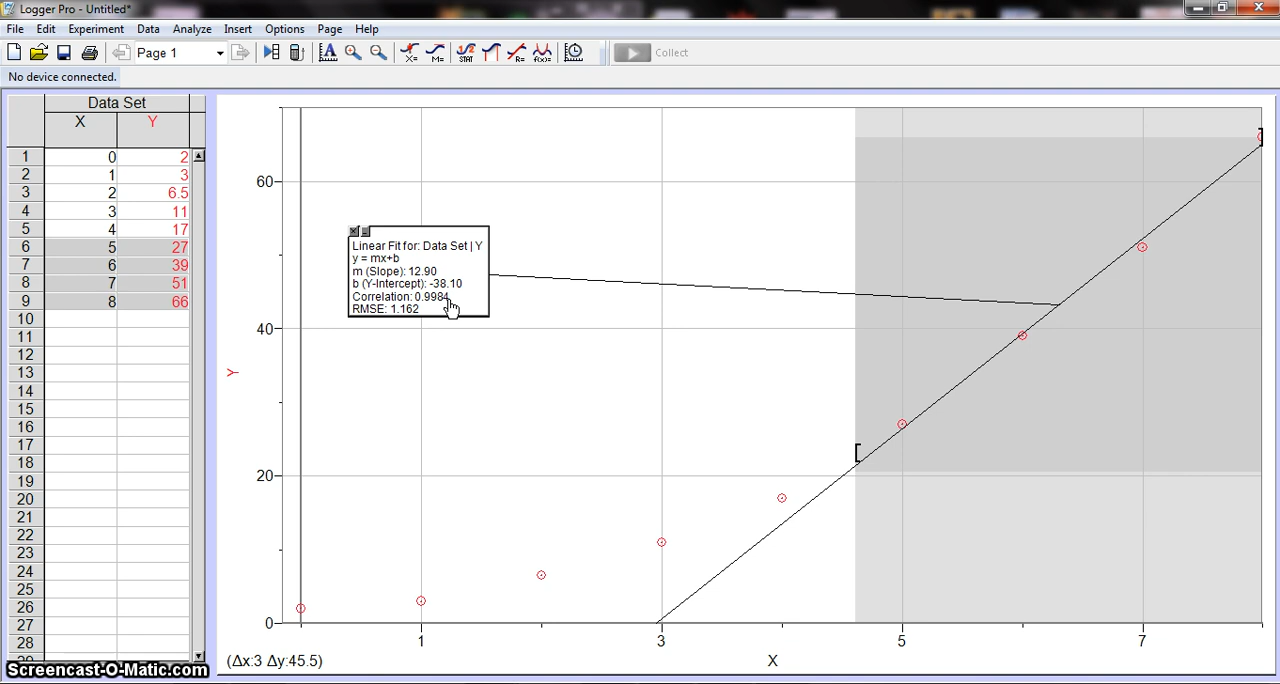 Logger Pro - Untitled*
File Edit Experiment Data Analyze Insert Options Page Help
Page 1 Collect
No device connected.
Data Set
X Y
1 0 2
2 1 3
3 2 6.5
4 3 11
5 4 17
6 5 27
7 6 39
8 7 51
9 8 66
10
11
12
13
14
15
16
17
18
19
20
21
22
23
24
25
26
27
28
60
40
20
0
Y
Linear Fit for: Data Set | Y
y = mx+b
m (Slope): 12.90
b (Y-Intercept): -38.10
Correlation: 0.9984
RMSE: 1.162
1 3 5 7
(Δx:3 Δy:45.5)
X
Screencast-O-Matic.com